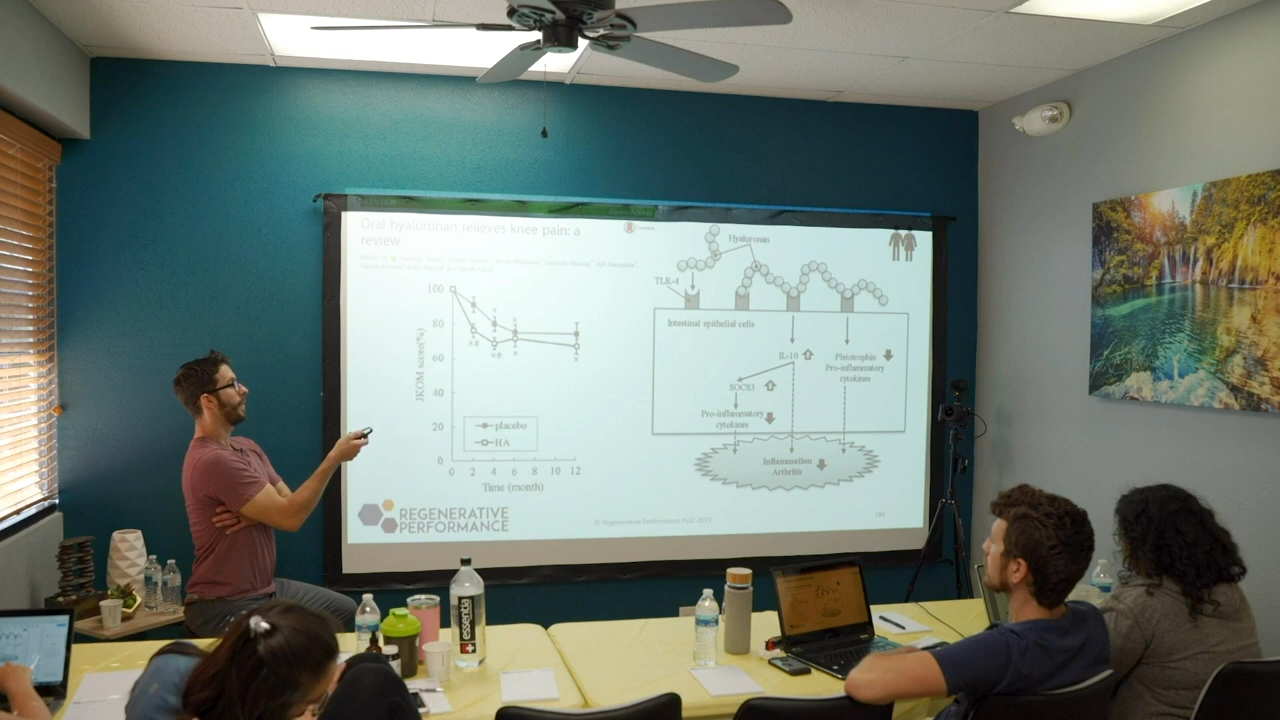 Oral hyaluronan relieves knee pain: a
review
100
80
60
40
20
0
JKOM score(%)
placebo
HA
0 2 4 6 8 10 12
Time (month)
Hyaluronan
TLR-4
Intestinal epithelial cells
IL-10
Pleiotrophin
Pro-inflammatory
cytokines
SOCS3
Pro-inflammatory
cytokines
Inflammation
Arthritis
REGENERATIVE
PERFORMANCE
© Regenerative Performance PLLC 2019
essentia